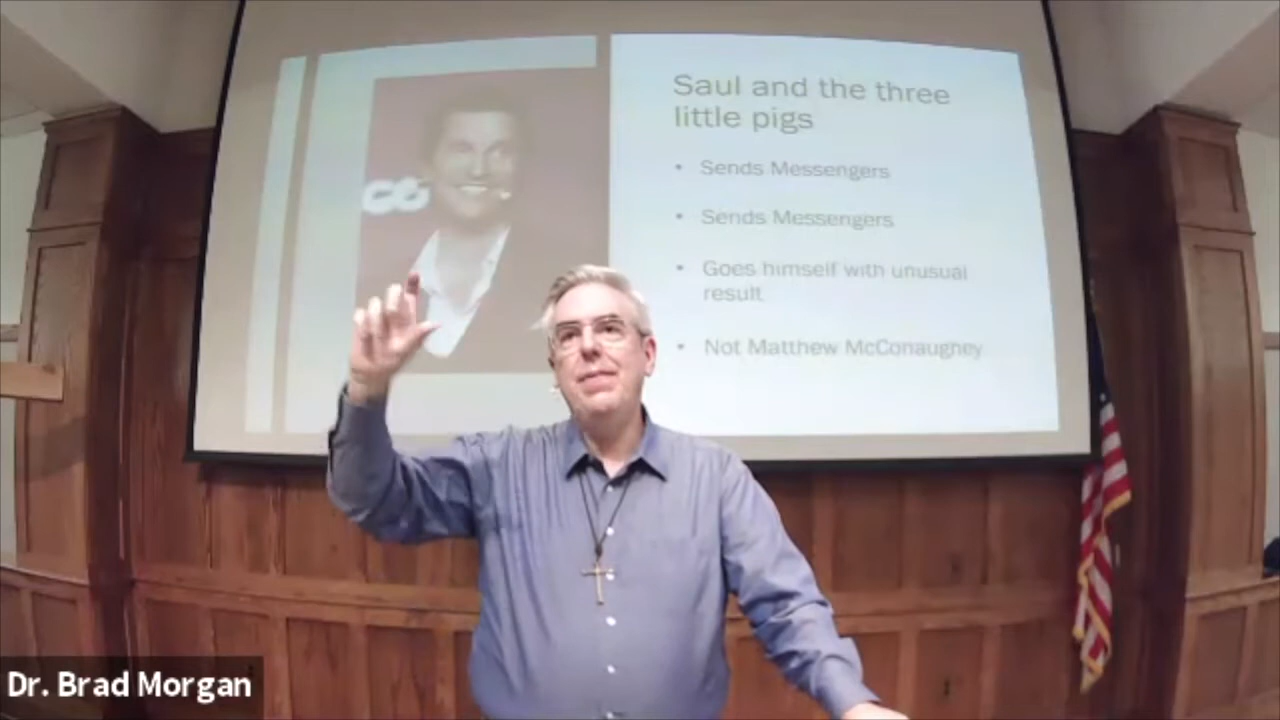 Saul and the three
little pigs
• Sends Messengers
• Sends Messengers
• Goes himself with unusual
result
• Not Matthew McConaughey
Dr. Brad Morgan